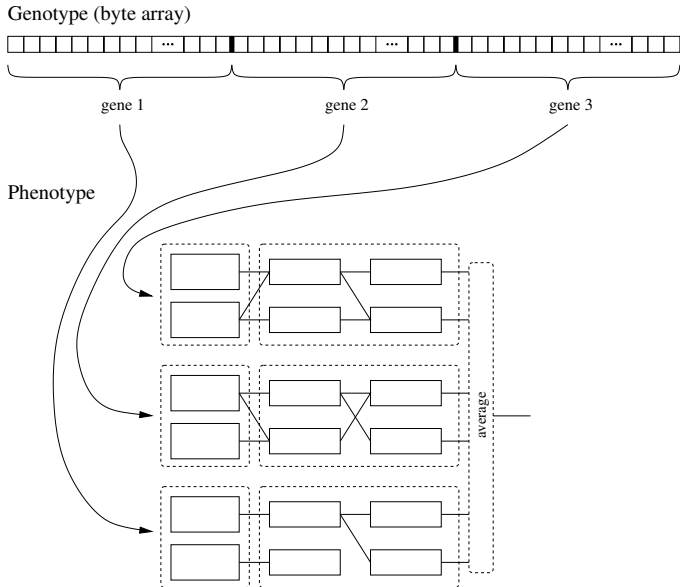 Genotype (byte array)
... ... ...
gene 1 gene 2 gene 3
Phenotype
average